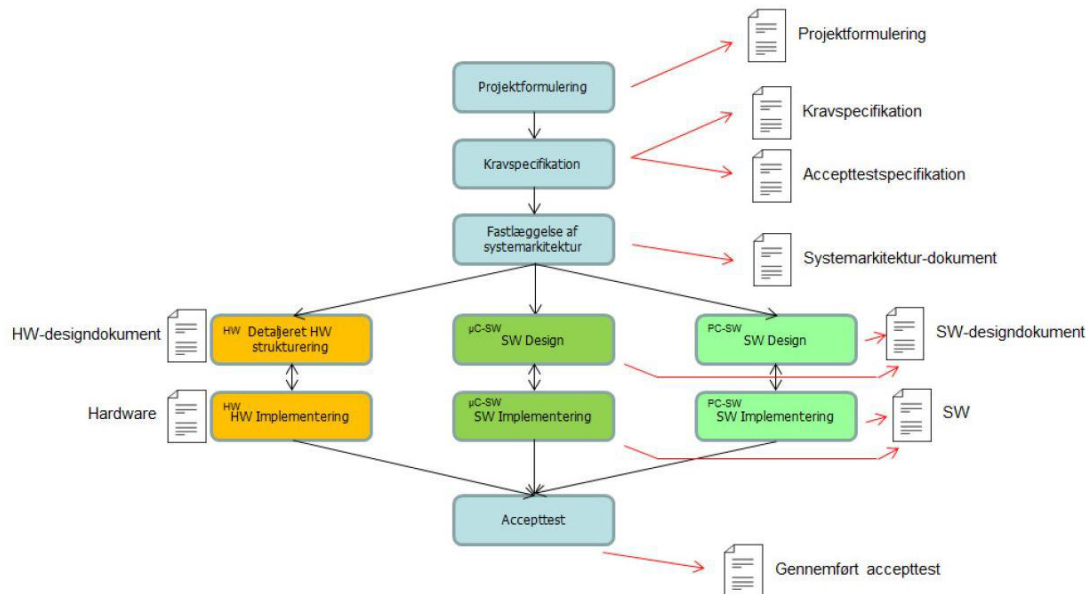 Projektformulering
Projektformulering
Kravspecifikation
Kravspecifikation
Accepttestspecifikation
Fastlæggelse af
systemarkitektur
Systemarkitektur-dokument
HW-designdokument
HW Detaljeret HW
strukturering
µC-SW
SW Design
PC-SW
SW Design
SW-designdokument
Hardware
HW
HW Implementering
µC-SW
SW Implementering
PC-SW
SW Implementering
SW
Accepttest
Gennemført accepttest